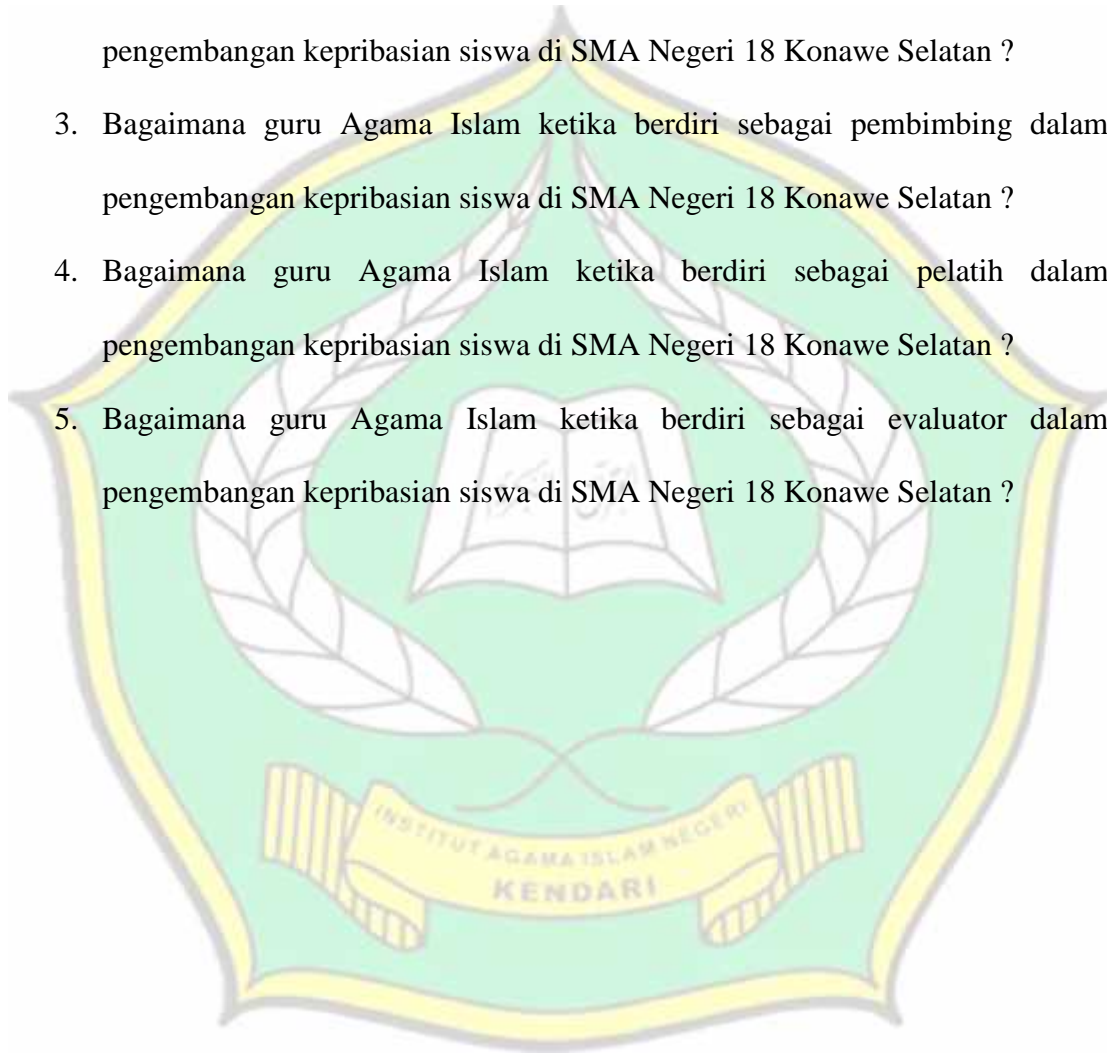 pengembangan kepribasian siswa di SMA Negeri 18 Konawe Selatan ?
3. Bagaimana guru Agama Islam ketika berdiri sebagai pembimbing dalam
pengembangan kepribasian siswa di SMA Negeri 18 Konawe Selatan ?
4. Bagaimana guru Agama Islam ketika berdiri sebagai pelatih dalam
pengembangan kepribasian siswa di SMA Negeri 18 Konawe Selatan ?
5. Bagaimana guru Agama Islam ketika berdiri sebagai evaluator dalam
pengembangan kepribasian siswa di SMA Negeri 18 Konawe Selatan ?
INSTITUT AGAMA ISLAM NEGERI
KENDARI